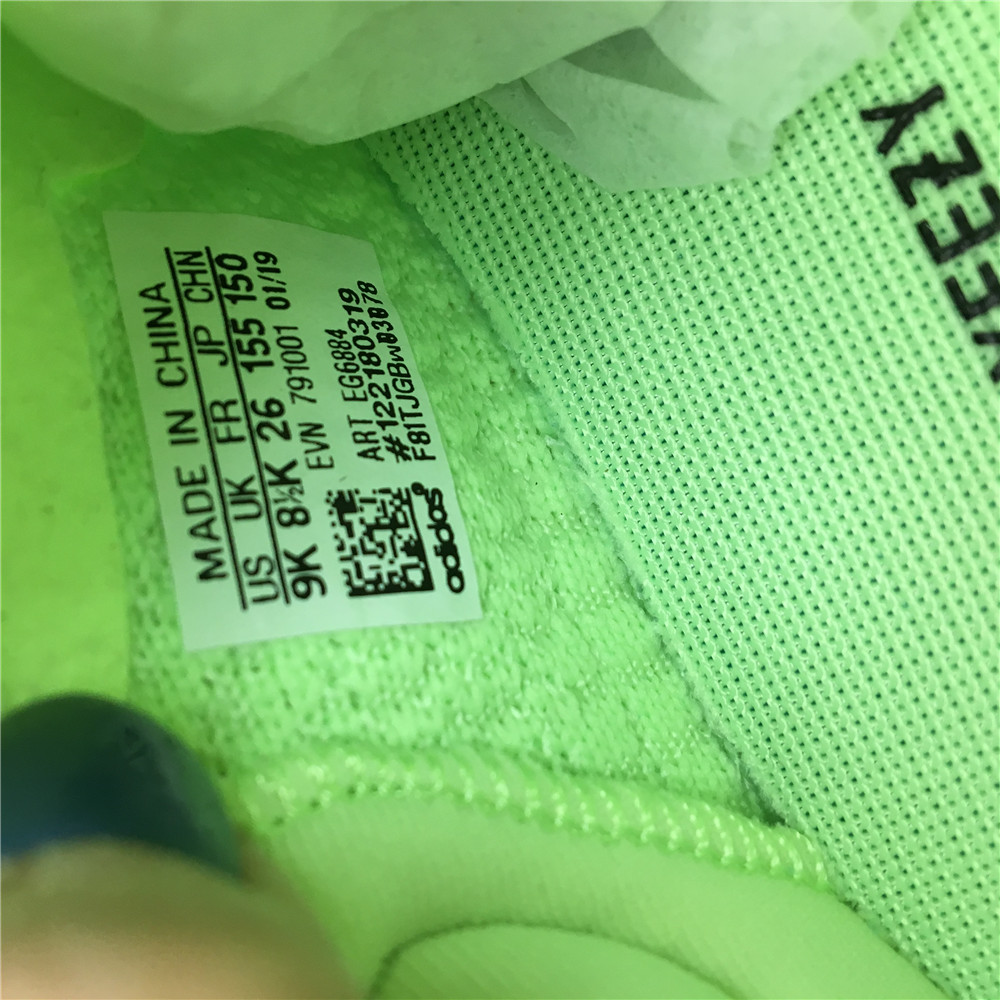 MADE IN CHINA
US UK FR JP CHN
9K 8½K 26 155 150
EVN 791001 01/19
ART EG6884
#122180319
adidas
YEEZY